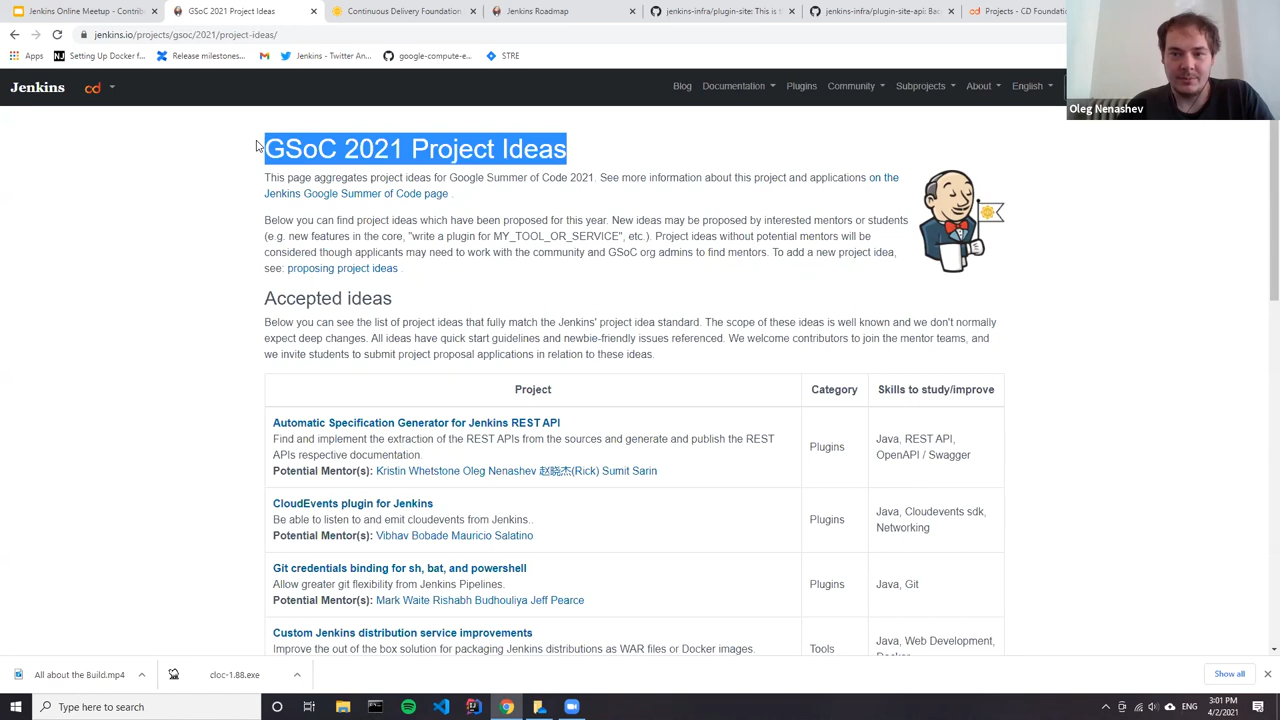 Jenkins Online Meetup - Contrib
GSoC 2021 Project Ideas
Continuous Delivery Foundation
Jenkins Roadmap
jenkins-infra/plugin-site: This is t
jenkins-infra/plugin-site-api: Bac
Projects - CD Foundati
jenkins.io/projects/gsoc/2021/project-ideas/
Apps
Setting Up Docker f...
Release milestones...
Jenkins - Twitter An...
google-compute-e...
STRE
Oleg Nenashev
Jenkins
cd
Blog
Documentation
Plugins
Community
Subprojects
About
English
GSoC 2021 Project Ideas
This page aggregates project ideas for Google Summer of Code 2021. See more information about this project and applications on the
Jenkins Google Summer of Code page .
Below you can find project ideas which have been proposed for this year. New ideas may be proposed by interested mentors or students
(e.g. new features in the core, "write a plugin for MY_TOOL_OR_SERVICE", etc.). Project ideas without potential mentors will be
considered though applicants may need to work with the community and GSoC org admins to find mentors. To add a new project idea,
see: proposing project ideas .
Accepted ideas
Below you can see the list of project ideas that fully match the Jenkins' project idea standard. The scope of these ideas is well known and we don't normally
expect deep changes. All ideas have quick start guidelines and newbie-friendly issues referenced. We welcome contributors to join the mentor teams, and
we invite students to submit project proposal applications in relation to these ideas.
Project
Category
Skills to study/improve
Automatic Specification Generator for Jenkins REST API
Find and implement the extraction of the REST APIs from the sources and generate and publish the REST
APIs respective documentation.
Potential Mentor(s): Kristin Whetstone Oleg Nenashev 赵晓杰(Rick) Sumit Sarin
Plugins
Java, REST API,
OpenAPI / Swagger
CloudEvents plugin for Jenkins
Be able to listen to and emit cloudevents from Jenkins..
Potential Mentor(s): Vibhav Bobade Mauricio Salatino
Plugins
Java, Cloudevents sdk,
Networking
Git credentials binding for sh, bat, and powershell
Allow greater git flexibility from Jenkins Pipelines.
Potential Mentor(s): Mark Waite Rishabh Budhouliya Jeff Pearce
Plugins
Java, Git
Custom Jenkins distribution service improvements
Improve the out of the box solution for packaging Jenkins distributions as WAR files or Docker images.
Tools
Java, Web Development,
All about the Build.mp4
cloc-1.88.exe
Show all
Type here to search
ENG
3:01 PM
4/2/2021